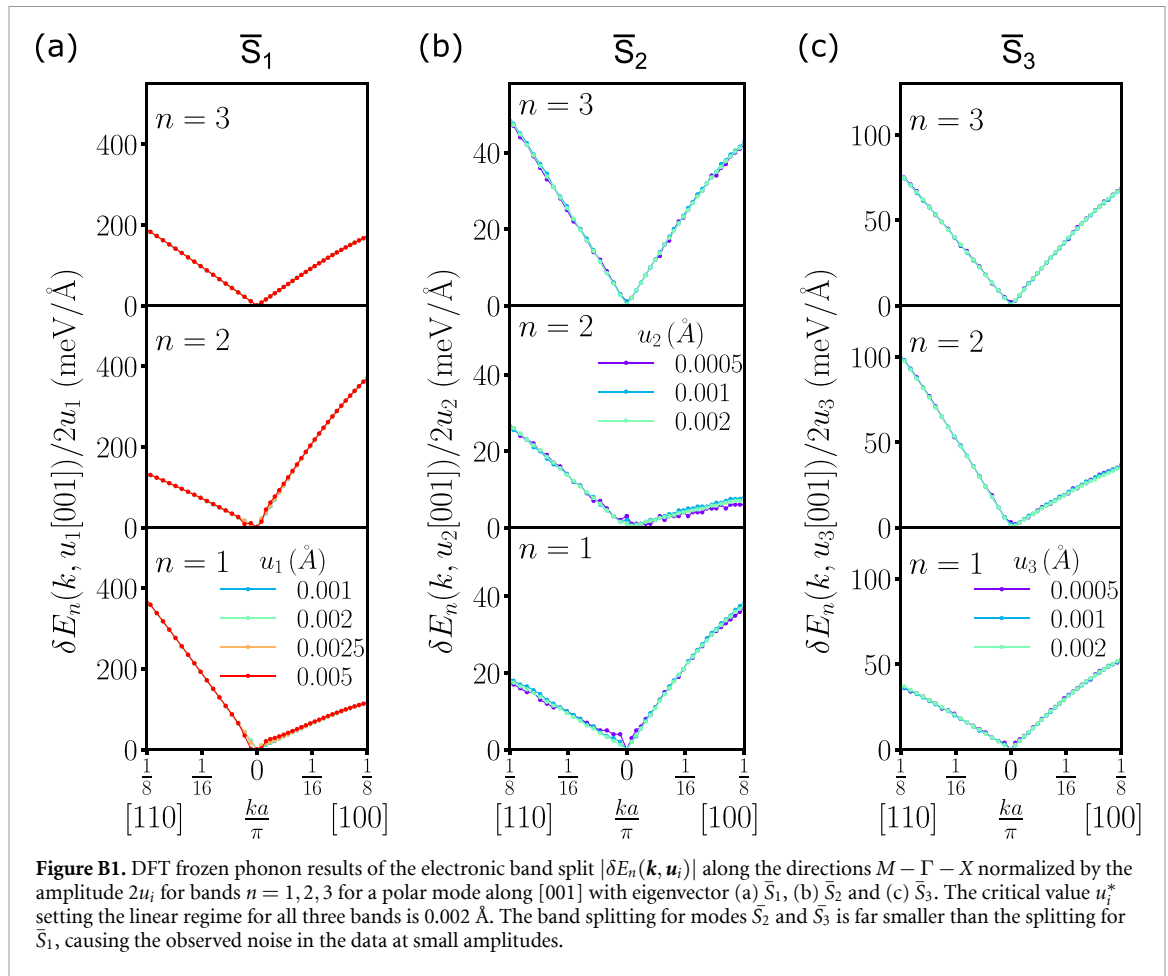 (a) S̅₁ (b) S̅₂ (c) S̅₃
δEₙ(k, u₁[001])/2u₁ (meV/Å)
n = 3
400
200
0
n = 2
400
200
0
n = 1
u₁ (Å)
0.001
0.002
0.0025
0.005
400
200
0
1/8 1/16 0 1/16 1/8
[110] ka/π [100]
δEₙ(k, u₂[001])/2u₂ (meV/Å)
n = 3
40
20
0
n = 2
u₂ (Å)
0.0005
0.001
0.002
40
20
0
n = 1
40
20
0
1/8 1/16 0 1/16 1/8
[110] ka/π [100]
δEₙ(k, u₃[001])/2u₃ (meV/Å)
n = 3
100
50
0
n = 2
100
50
0
n = 1
u₃ (Å)
0.0005
0.001
0.002
100
50
0
1/8 1/16 0 1/16 1/8
[110] ka/π [100]
Figure B1. DFT frozen phonon results of the electronic band split |δEₙ(k, uᵢ)| along the directions M − Γ − X normalized by the
amplitude 2uᵢ for bands n = 1, 2, 3 for a polar mode along [001] with eigenvector (a) S̅₁, (b) S̅₂ and (c) S̅₃. The critical value uᵢ*
setting the linear regime for all three bands is 0.002 Å. The band splitting for modes S̅₂ and S̅₃ is far smaller than the splitting for
S̅₁, causing the observed noise in the data at small amplitudes.